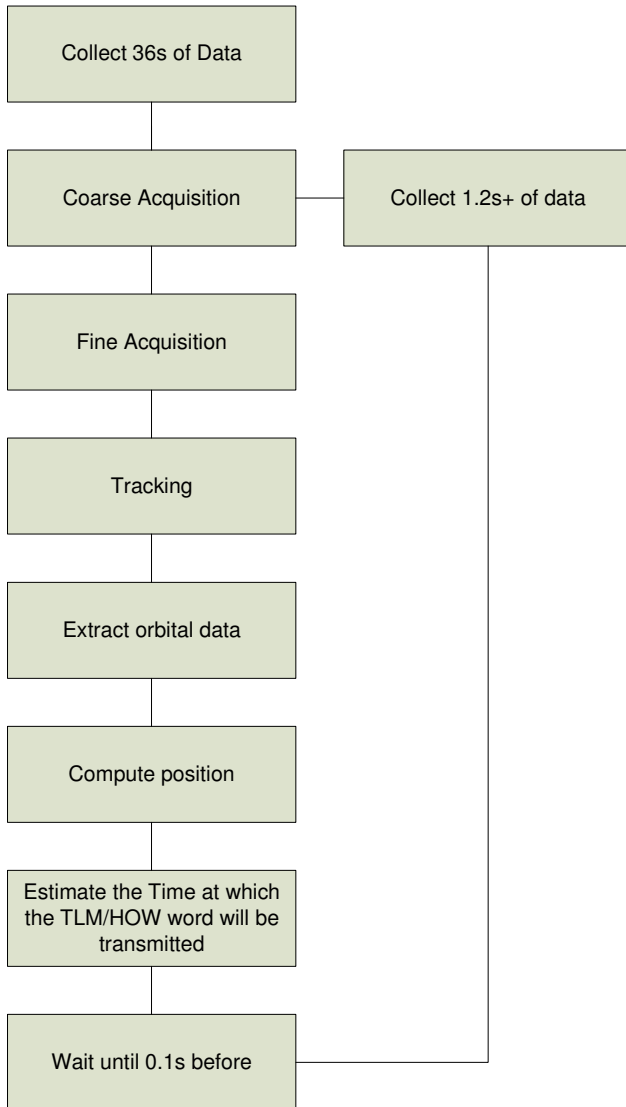 Collect 36s of Data
Coarse Acquisition
Collect 1.2s+ of data
Fine Acquisition
Tracking
Extract orbital data
Compute position
Estimate the Time at which
the TLM/HOW word will be
transmitted
Wait until 0.1s before